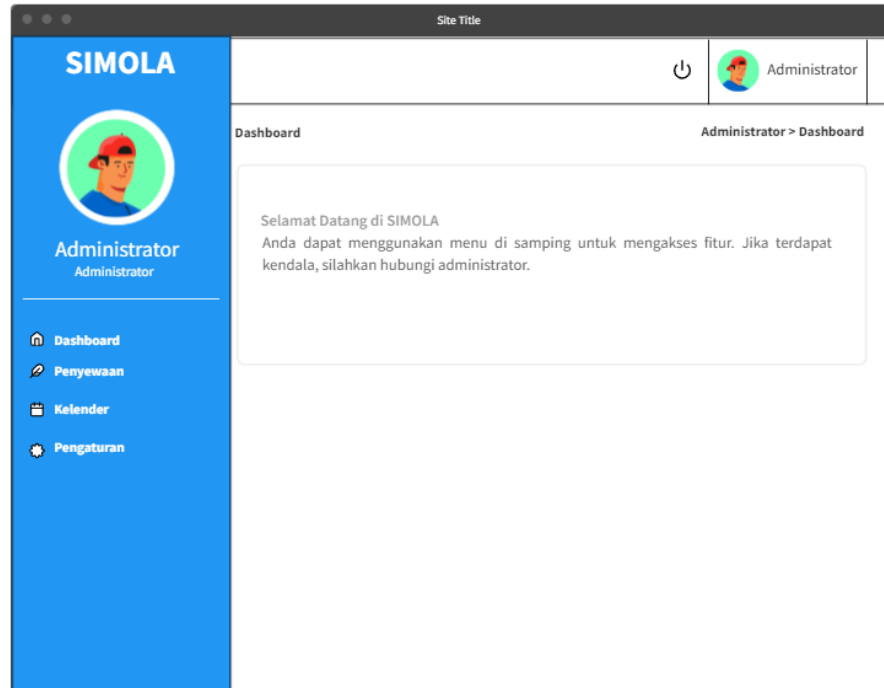 Site Title
SIMOLA
Administrator
Dashboard
Administrator > Dashboard
Administrator
Administrator
Selamat Datang di SIMOLA
Anda dapat menggunakan menu di samping untuk mengakses fitur. Jika terdapat
kendala, silahkan hubungi administrator.
Dashboard
Penyewaan
Kelender
Pengaturan